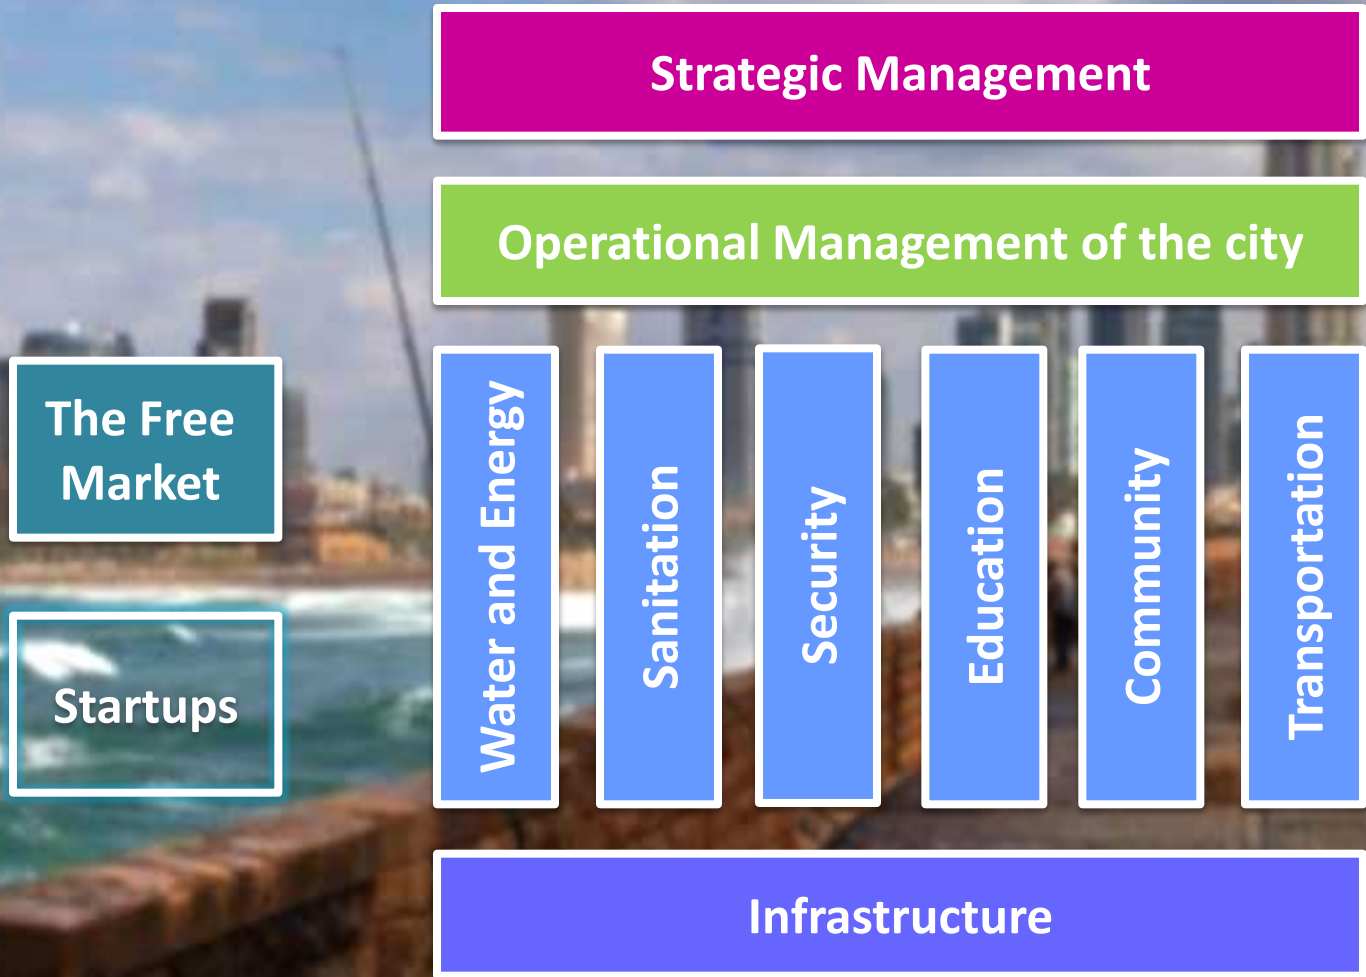 Strategic Management
Operational Management of the city
The Free
Market
Startups
Water and Energy
Sanitation
Security
Education
Community
Transportation
Infrastructure